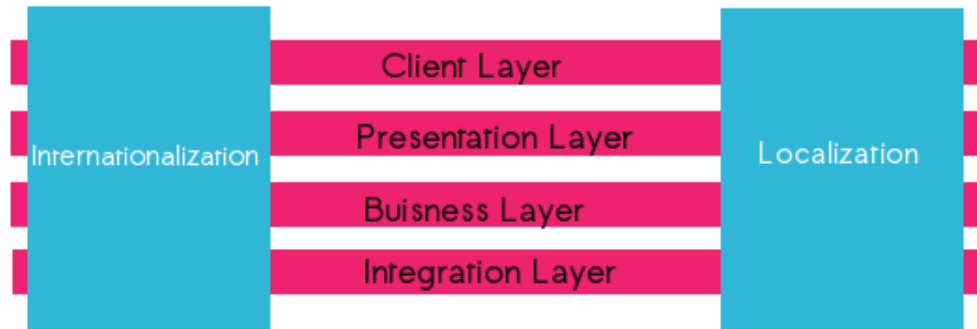 Client Layer
Presentation Layer
Internationalization
Localization
Buisness Layer
Integration Layer